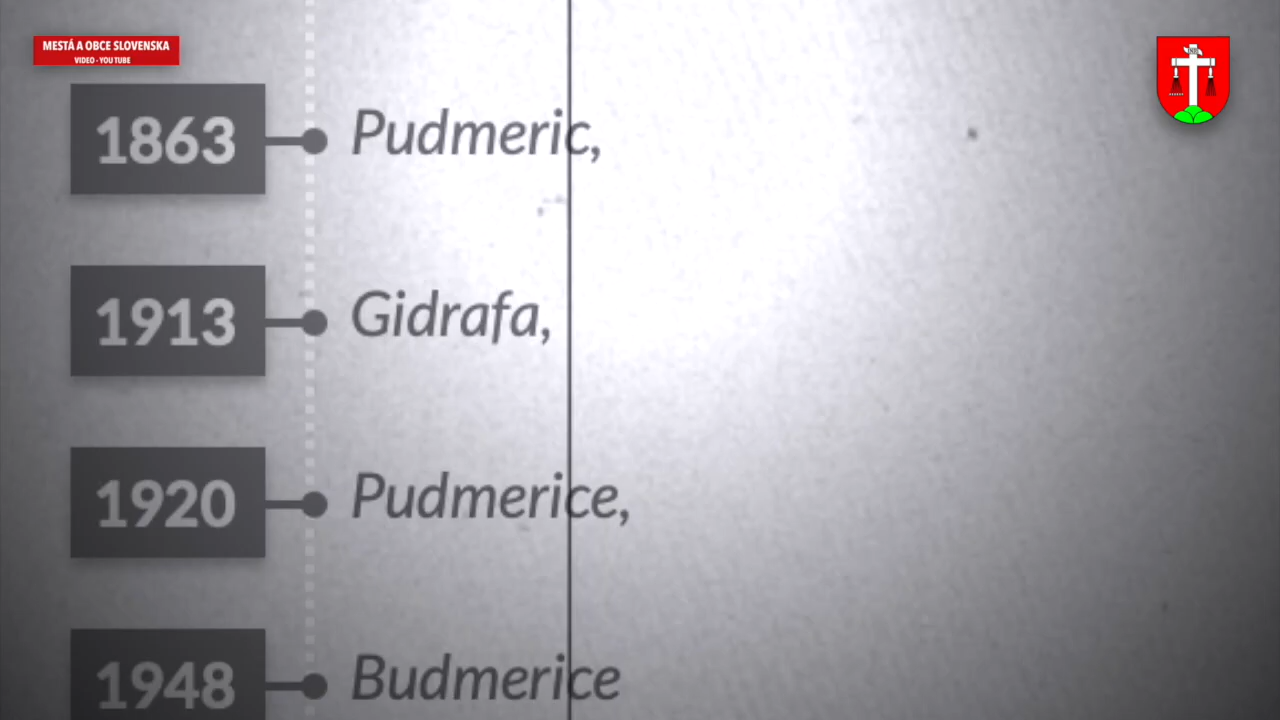 MESTÁ A OBCE SLOVENSKA
VIDEO - YOU TUBE
1863 Pudmeric,
1913 Gidrafa,
1920 Pudmerice,
1948 Budmerice